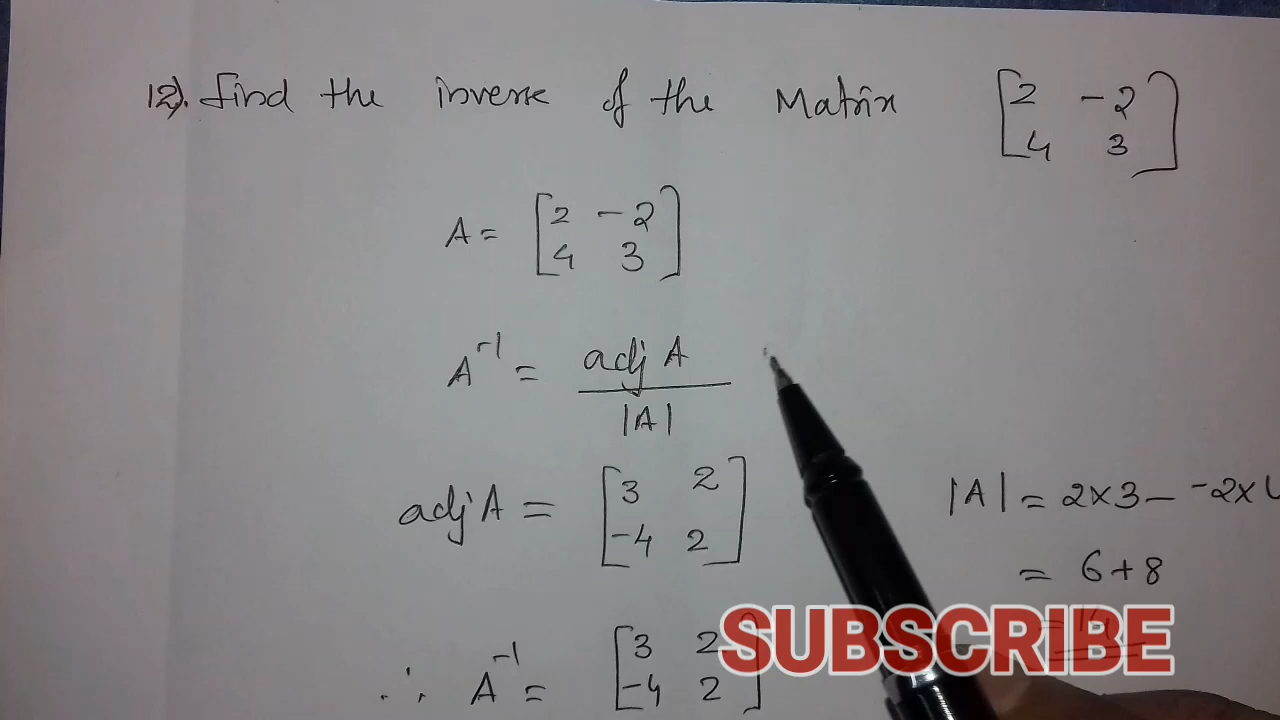 12). Find the inverse of the Matrix [2 -2
4 3]
A = [2 -2
4 3]
A⁻¹ = adj A
|A|
adj A = [3 2
-4 2]
|A| = 2×3 - -2×
= 6+8
∴ A⁻¹ = [3 2
-4 2]
SUBSCRIBE